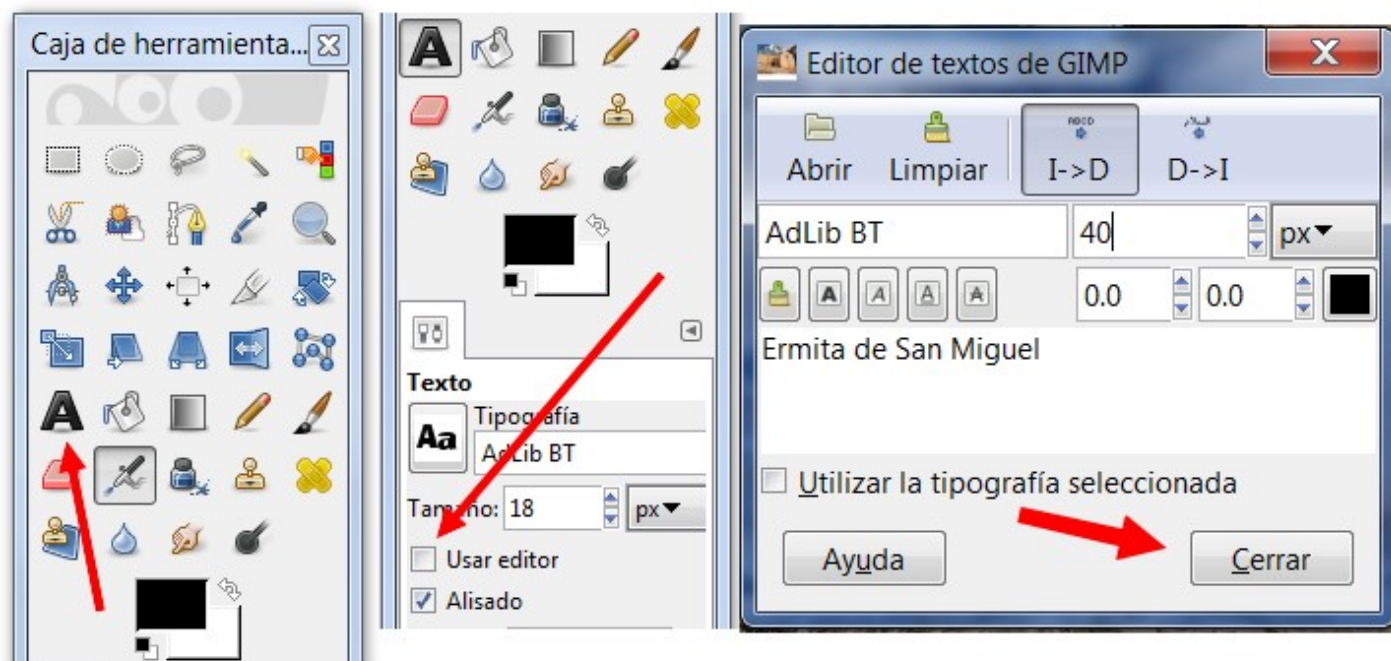 Caja de herramienta...
Texto
Aa
Tipografía
AdLib BT
Tamaño: 18 px
Usar editor
Alisado
Editor de textos de GIMP
Abrir Limpiar I->D D->I
AdLib BT 40 px
A A A A 0.0 0.0
Ermita de San Miguel
Utilizar la tipografía seleccionada
Ayuda Cerrar